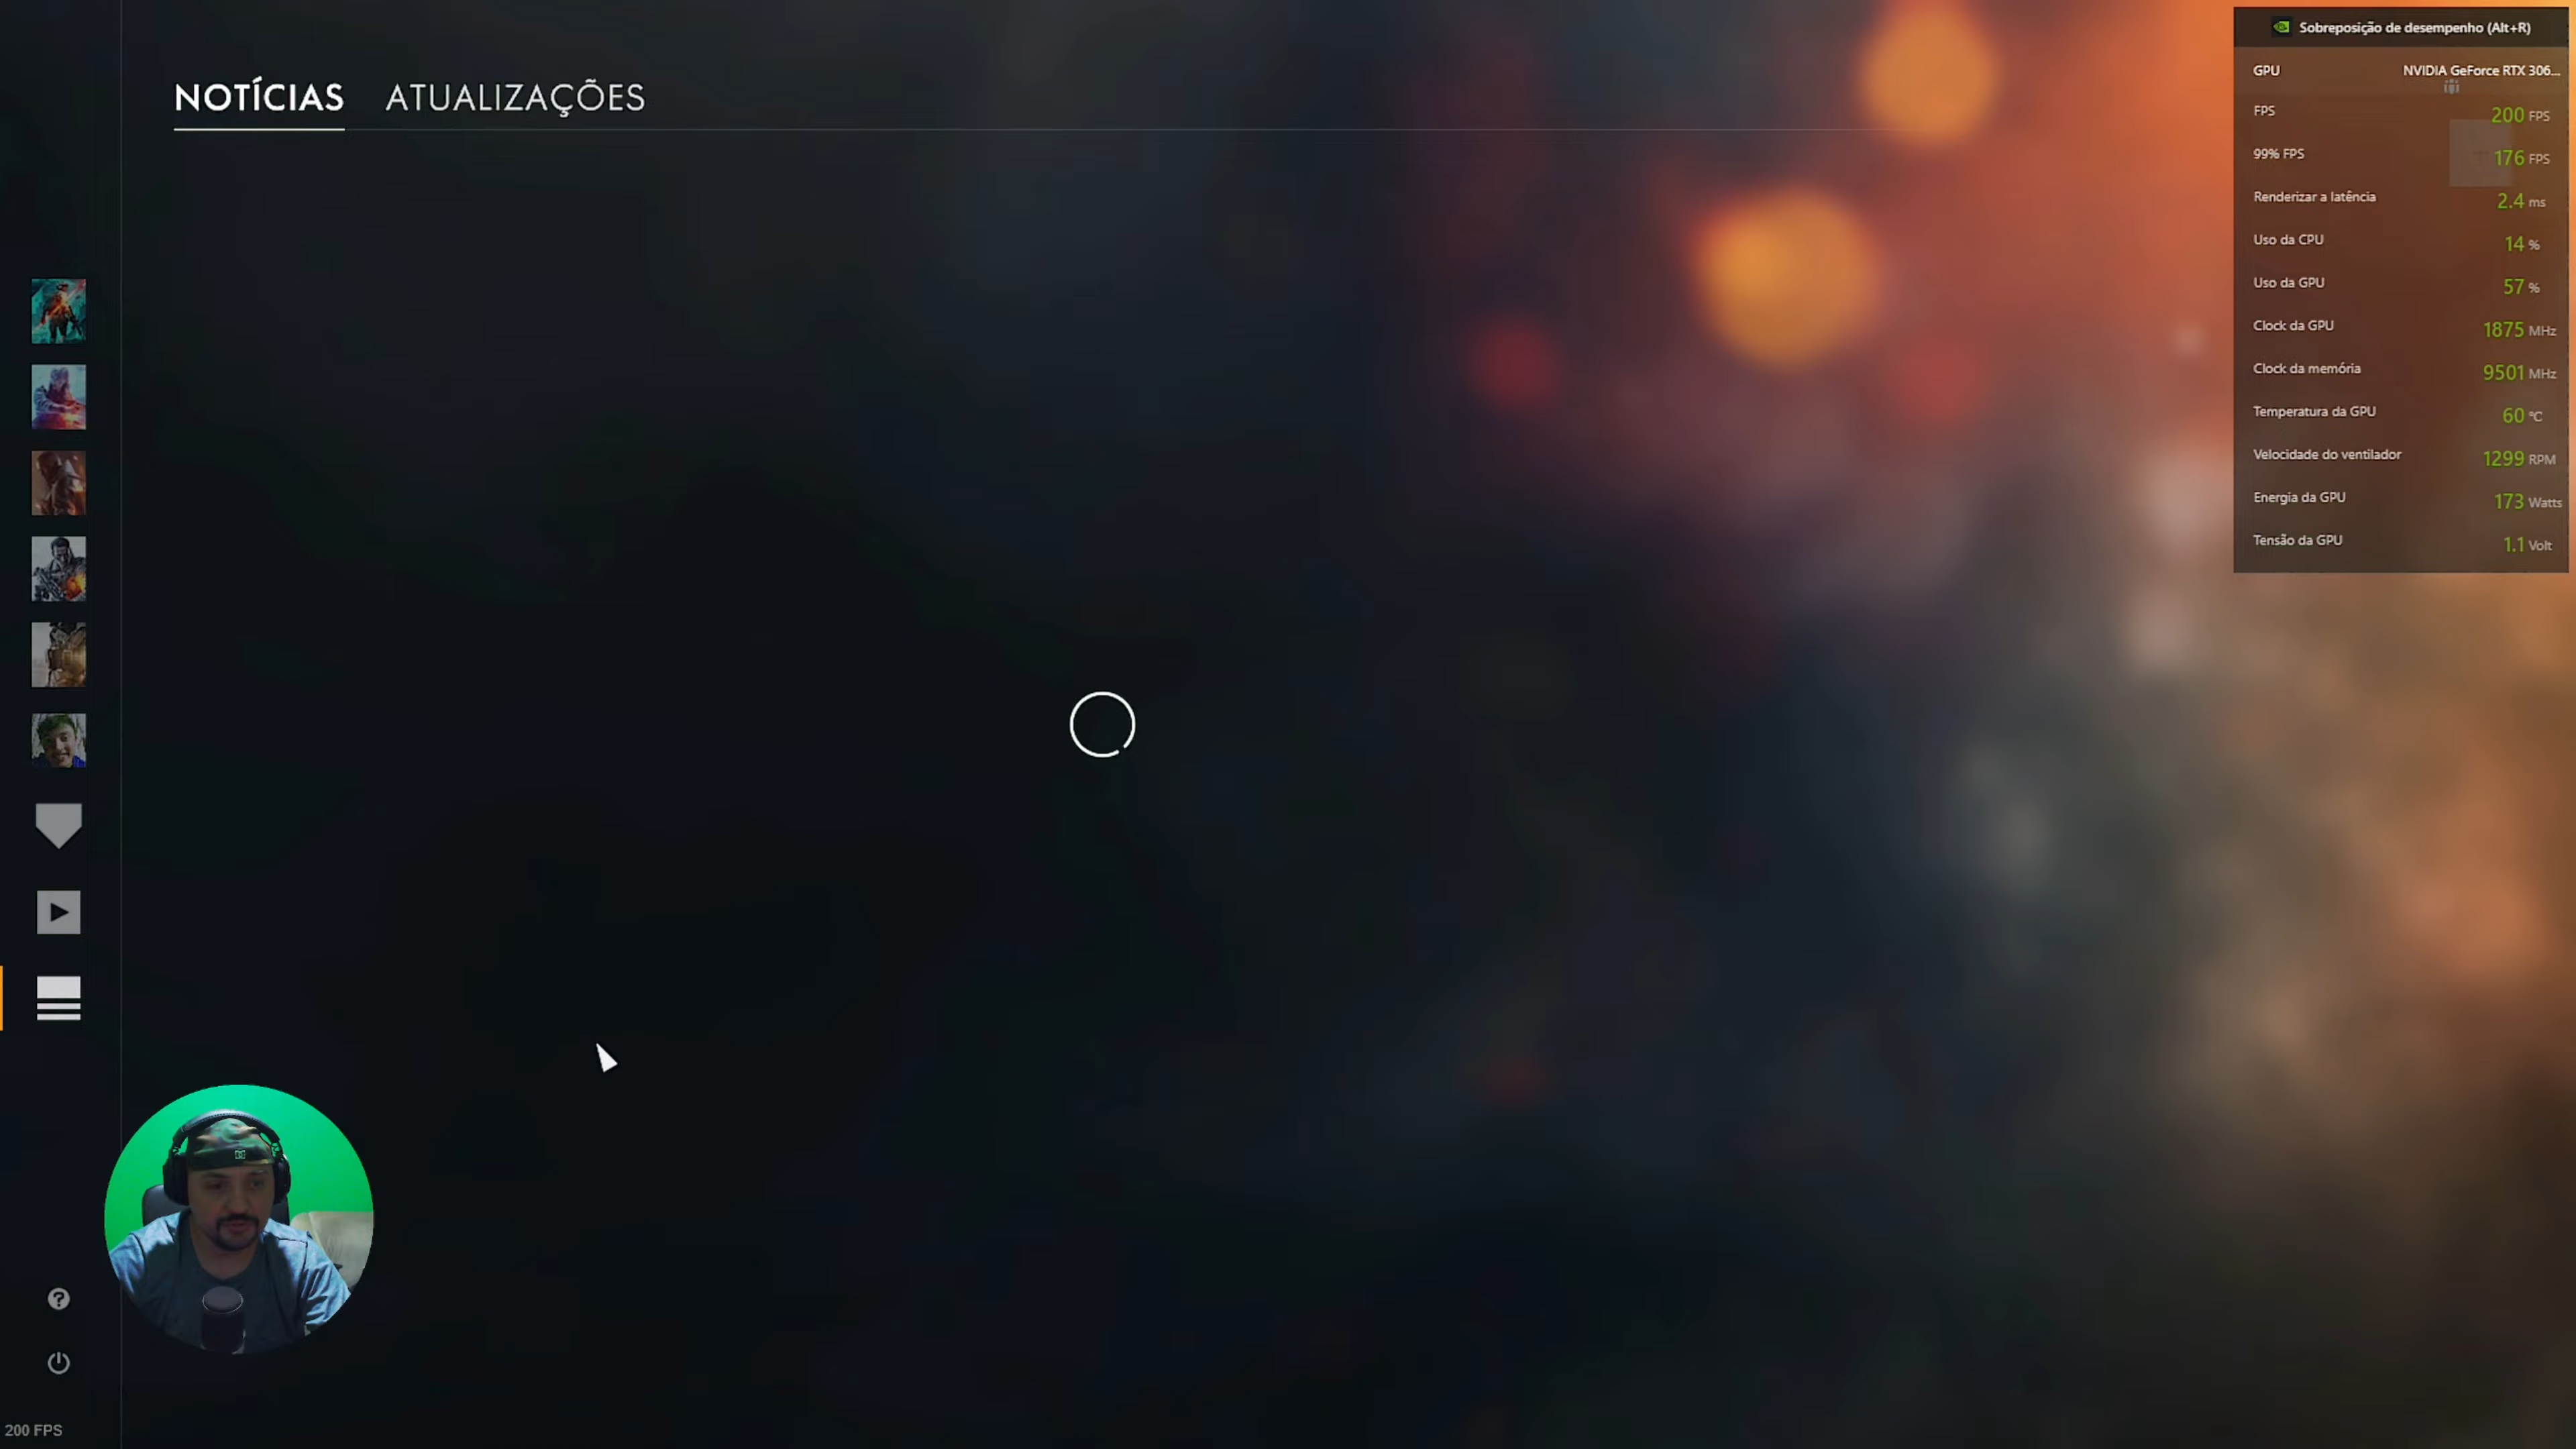 NOTÍCIAS ATUALIZAÇÕES
Sobreposição de desempenho (Alt+R)
GPU NVIDIA GeForce RTX 306...
FPS 200 FPS
99% FPS 176 FPS
Renderizar a latência 2.4 ms
Uso da CPU 14 %
Uso da GPU 57 %
Clock da GPU 1875 MHz
Clock da memória 9501 MHz
Temperatura da GPU 60 °C
Velocidade do ventilador 1299 RPM
Energia da GPU 173 Watts
Tensão da GPU 1.1 Volt
?
200 FPS